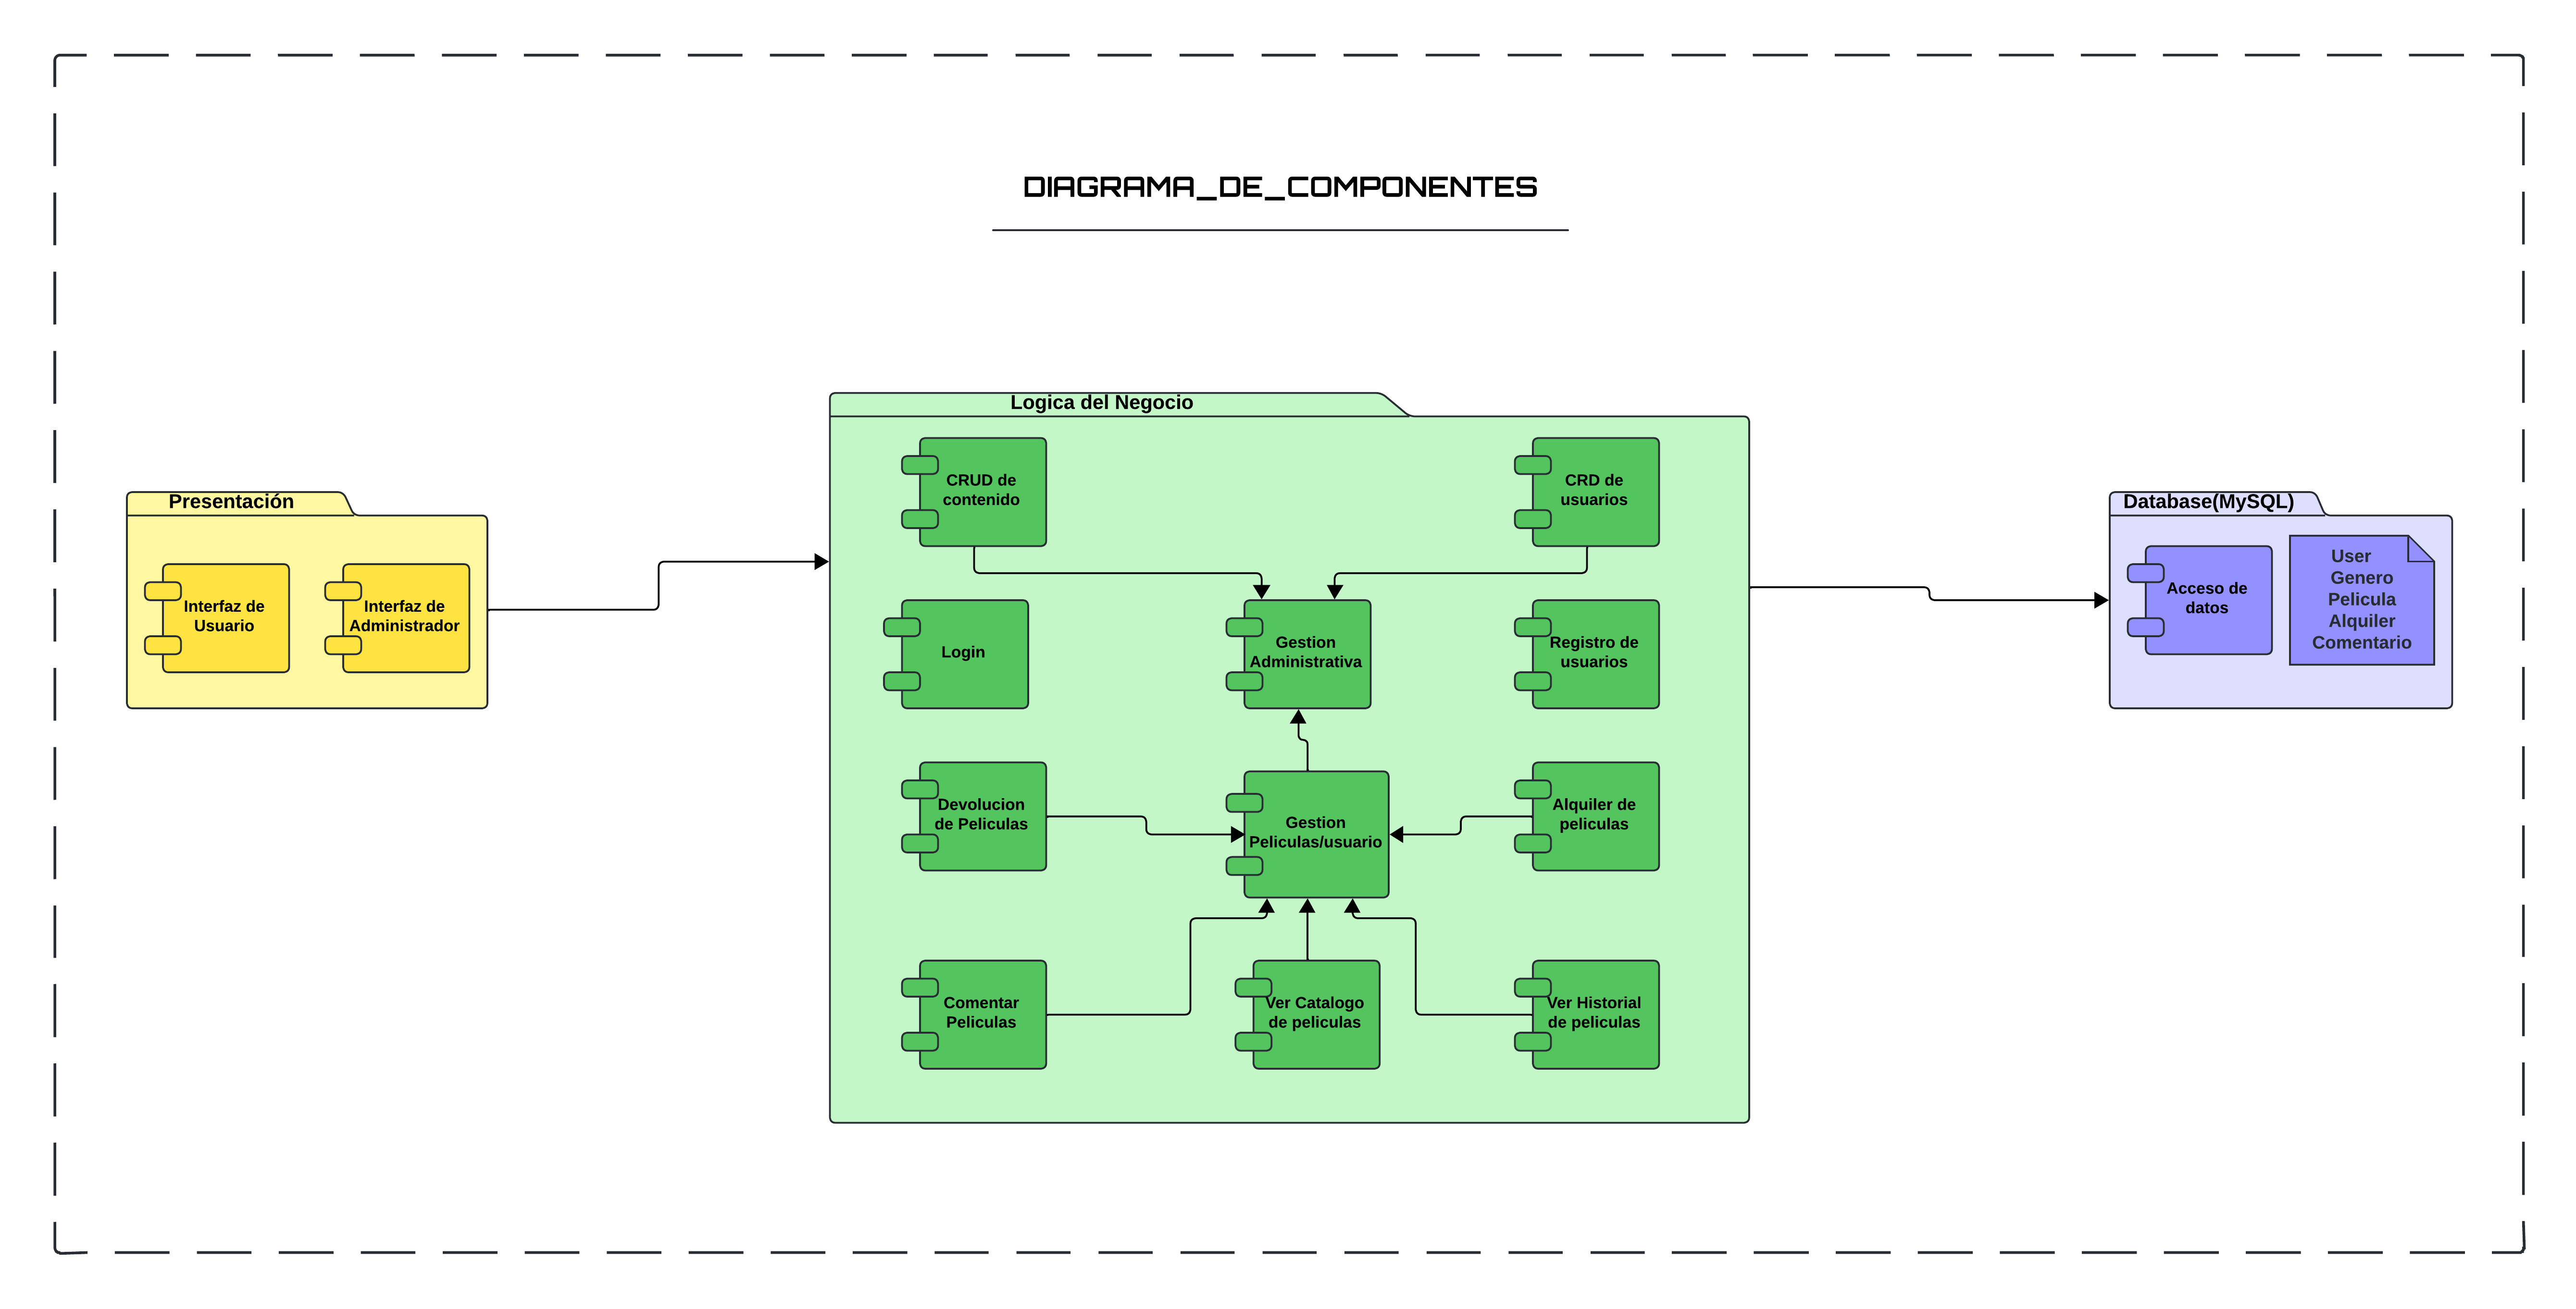 DIAGRAMA_DE_COMPONENTES
Presentación
Interfaz de
Usuario
Interfaz de
Administrador
Logica del Negocio
CRUD de
contenido
CRD de
usuarios
Login
Gestion
Administrativa
Registro de
usuarios
Devolucion
de Peliculas
Gestion
Peliculas/usuario
Alquiler de
peliculas
Comentar
Peliculas
Ver Catalogo
de peliculas
Ver Historial
de peliculas
Database(MySQL)
Acceso de
datos
User
Genero
Pelicula
Alquiler
Comentario